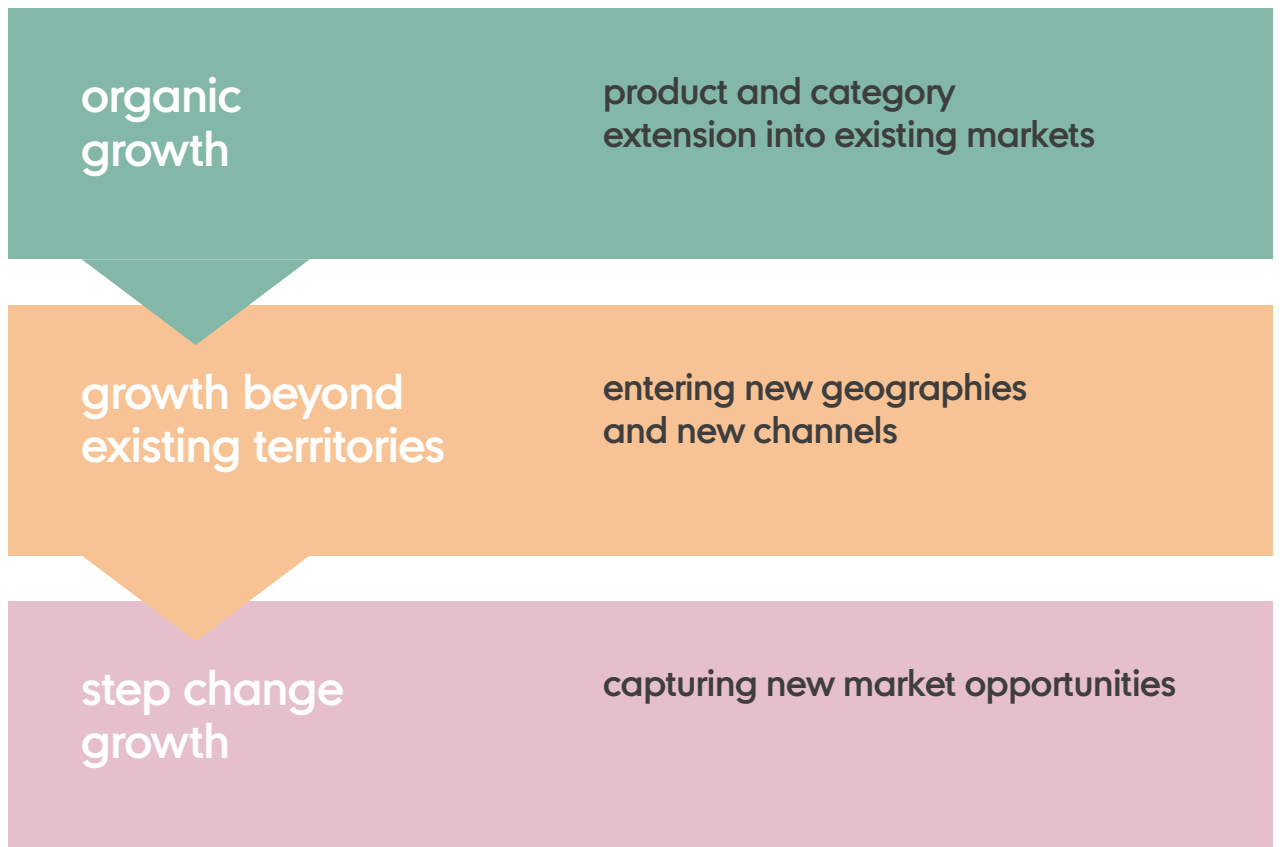 organic
growth
product and category
extension into existing markets
growth beyond
existing territories
entering new geographies
and new channels
step change
growth
capturing new market opportunities